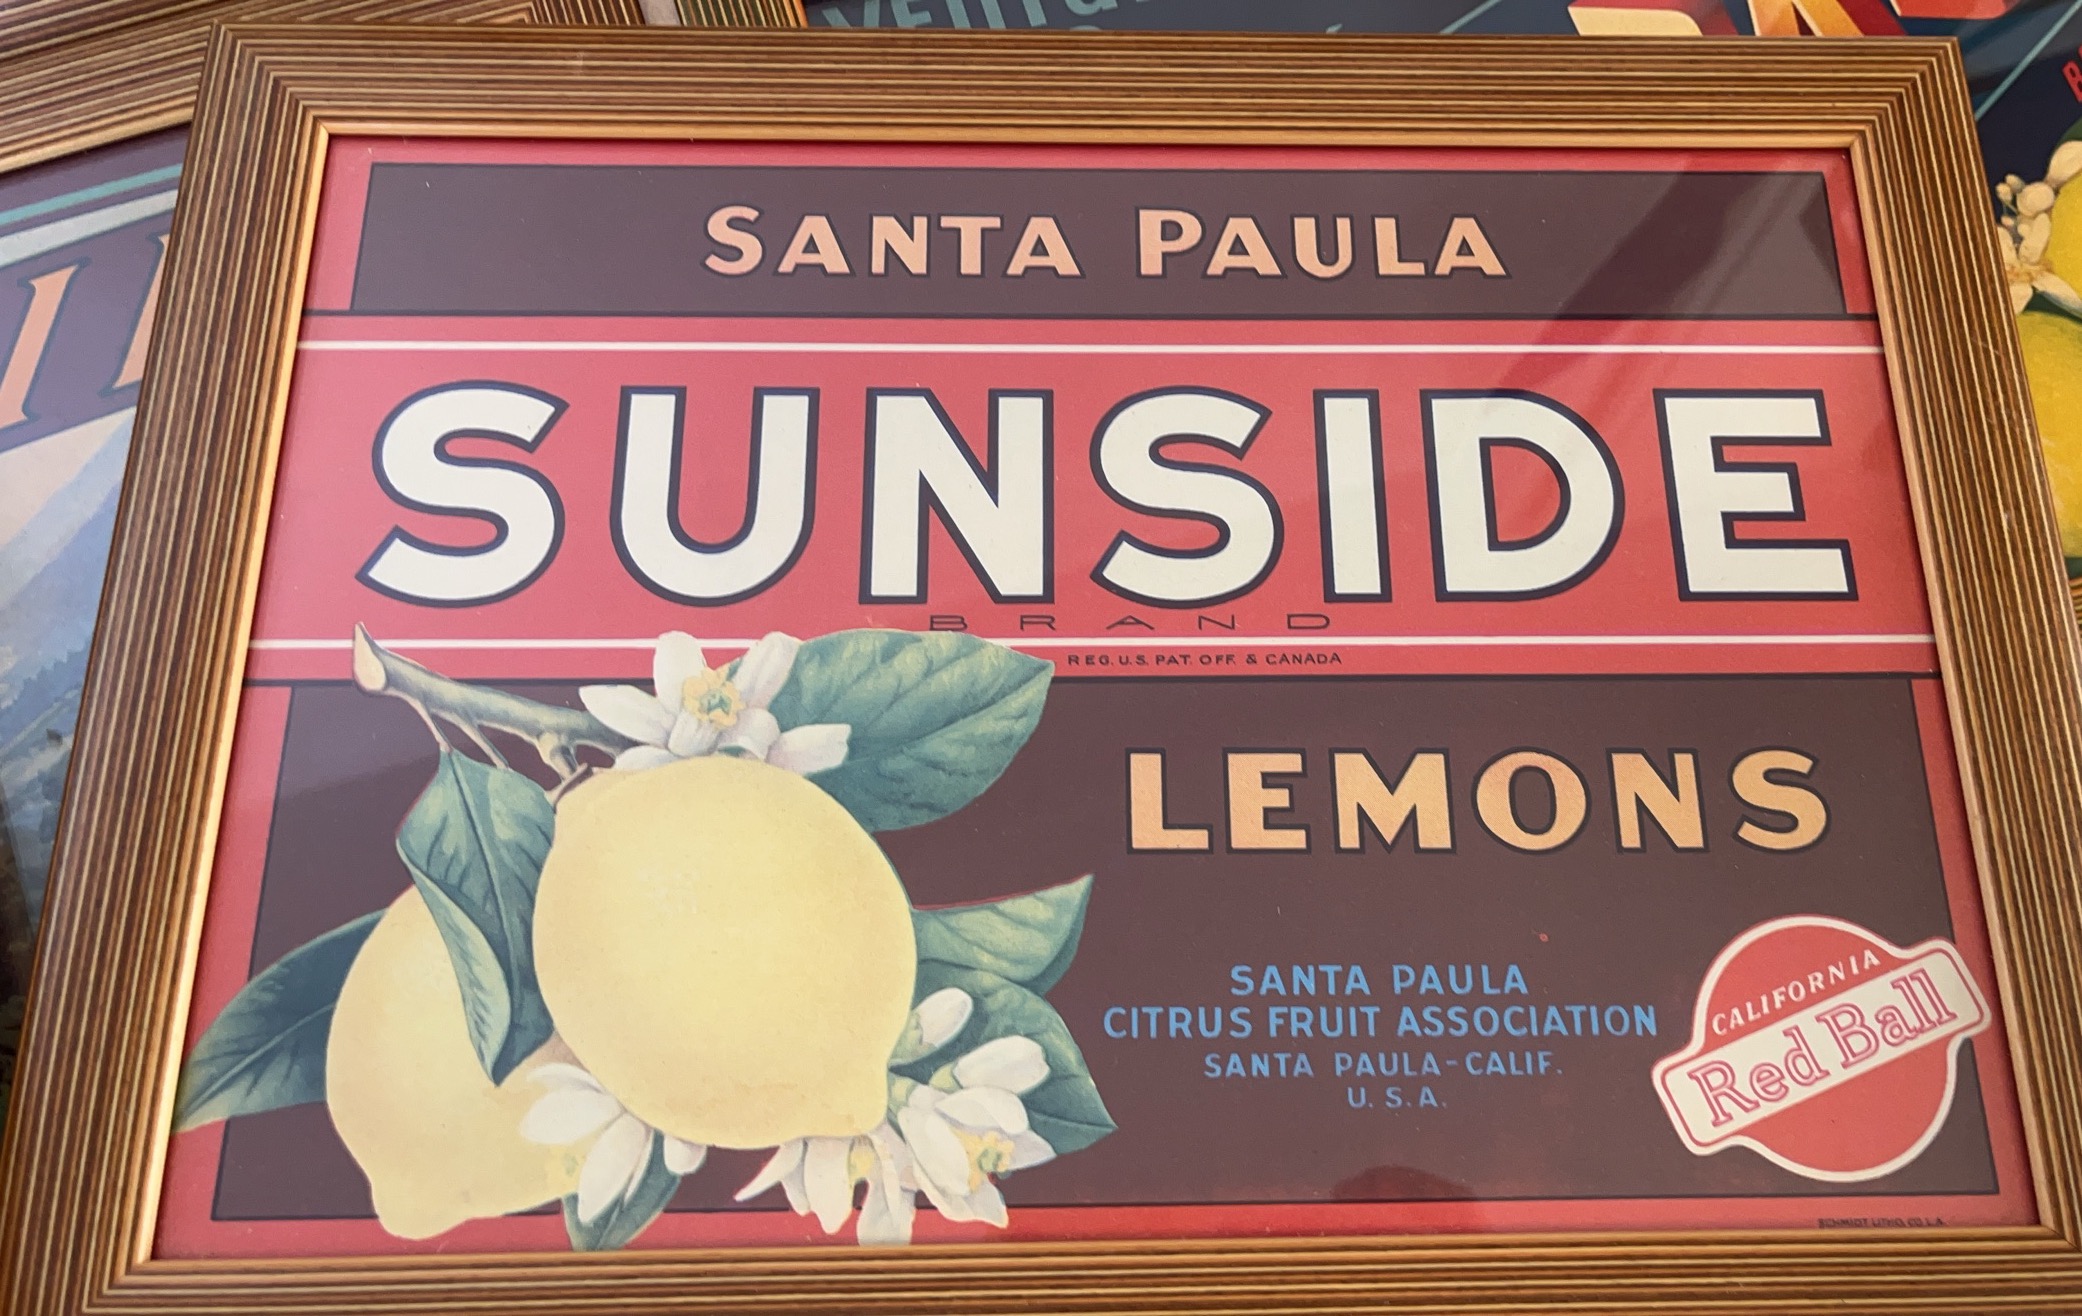 SANTA PAULA
SUNSIDE
BRAND
REG. U.S. PAT. OFF. & CANADA
LEMONS
SANTA PAULA
CITRUS FRUIT ASSOCIATION
SANTA PAULA-CALIF.
U. S. A.
CALIFORNIA
Red Ball
SCHMIDT LITHO. CO. L.A.